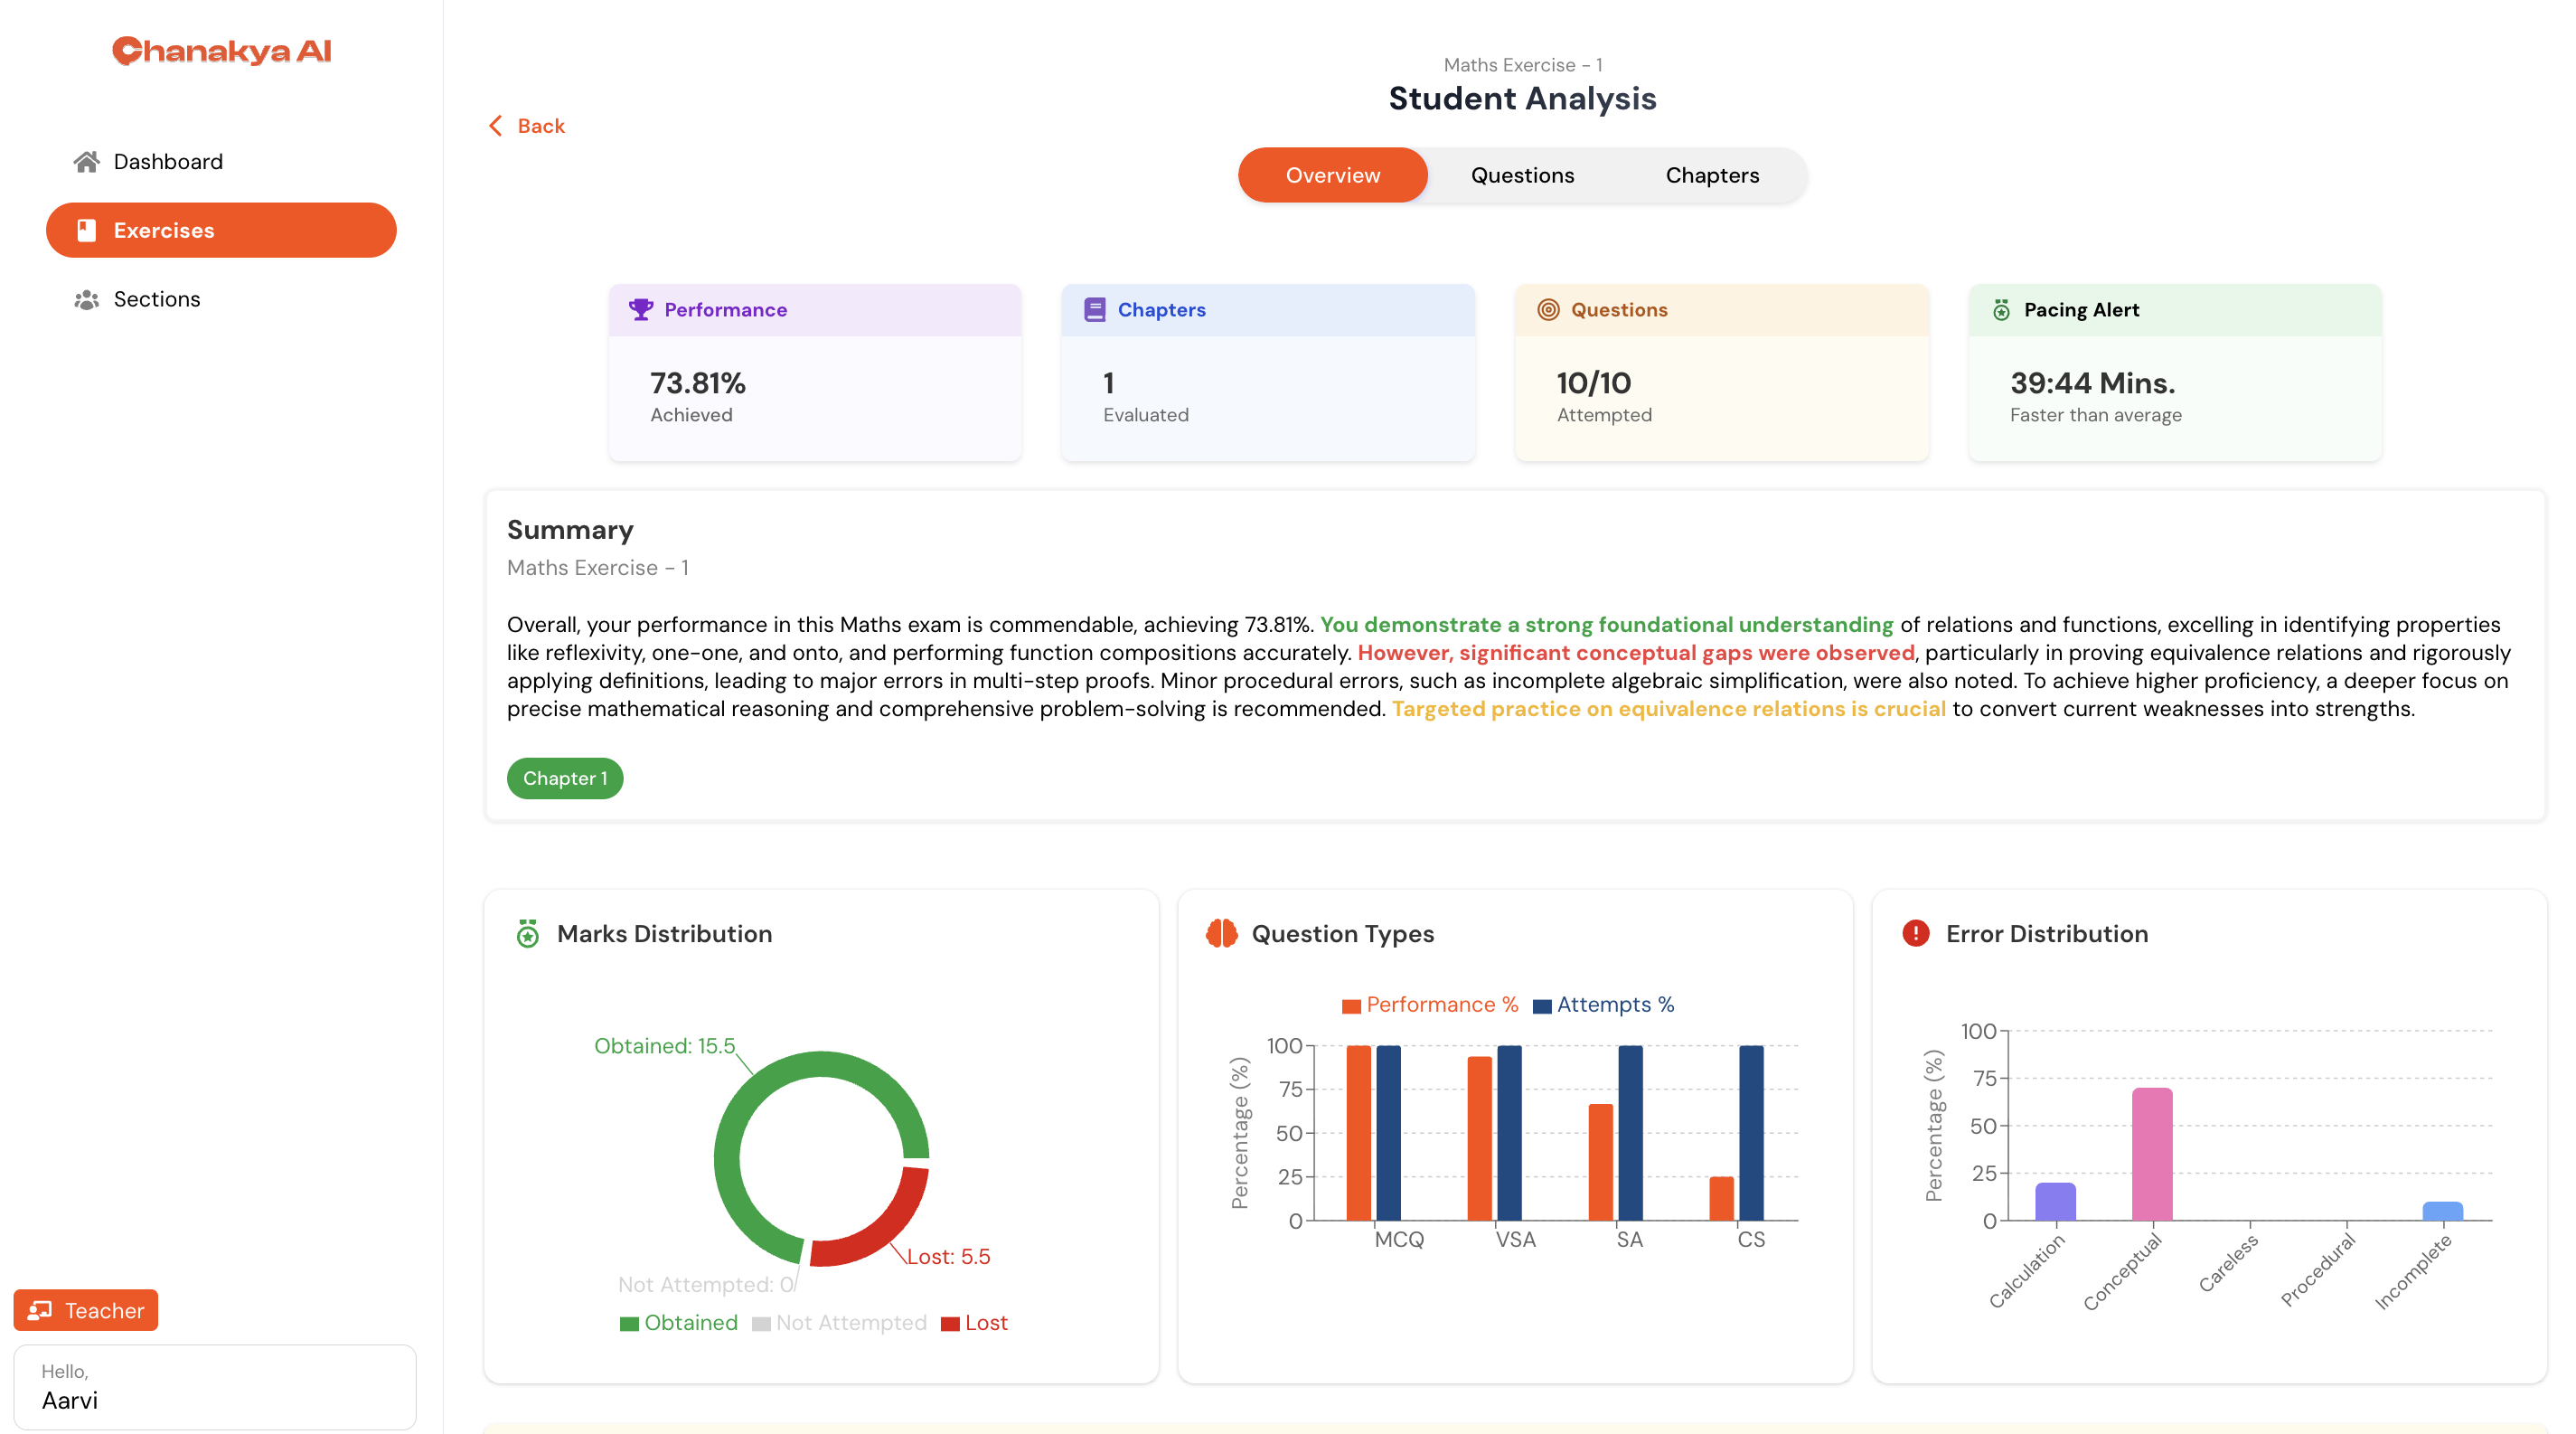 Chanakya AI
Dashboard
Exercises
Sections
Teacher
Hello,
Aarvi
Back
Maths Exercise - 1
Student Analysis
Overview
Questions
Chapters
Performance
73.81%
Achieved
Chapters
1
Evaluated
Questions
10/10
Attempted
Pacing Alert
39:44 Mins.
Faster than average
Summary
Maths Exercise - 1
Overall, your performance in this Maths exam is commendable, achieving 73.81%. You demonstrate a strong foundational understanding of relations and functions, excelling in identifying properties
like reflexivity, one-one, and onto, and performing function compositions accurately. However, significant conceptual gaps were observed, particularly in proving equivalence relations and rigorously
applying definitions, leading to major errors in multi-step proofs. Minor procedural errors, such as incomplete algebraic simplification, were also noted. To achieve higher proficiency, a deeper focus on
precise mathematical reasoning and comprehensive problem-solving is recommended. Targeted practice on equivalence relations is crucial to convert current weaknesses into strengths.
Chapter 1
Marks Distribution
Obtained: 15.5
Lost: 5.5
Not Attempted: 0
Obtained
Not Attempted
Lost
Question Types
Performance %
Attempts %
Percentage (%)
100
75
50
25
0
MCQ
VSA
SA
CS
Error Distribution
Percentage (%)
100
75
50
25
0
Calculation
Conceptual
Careless
Procedural
Incomplete